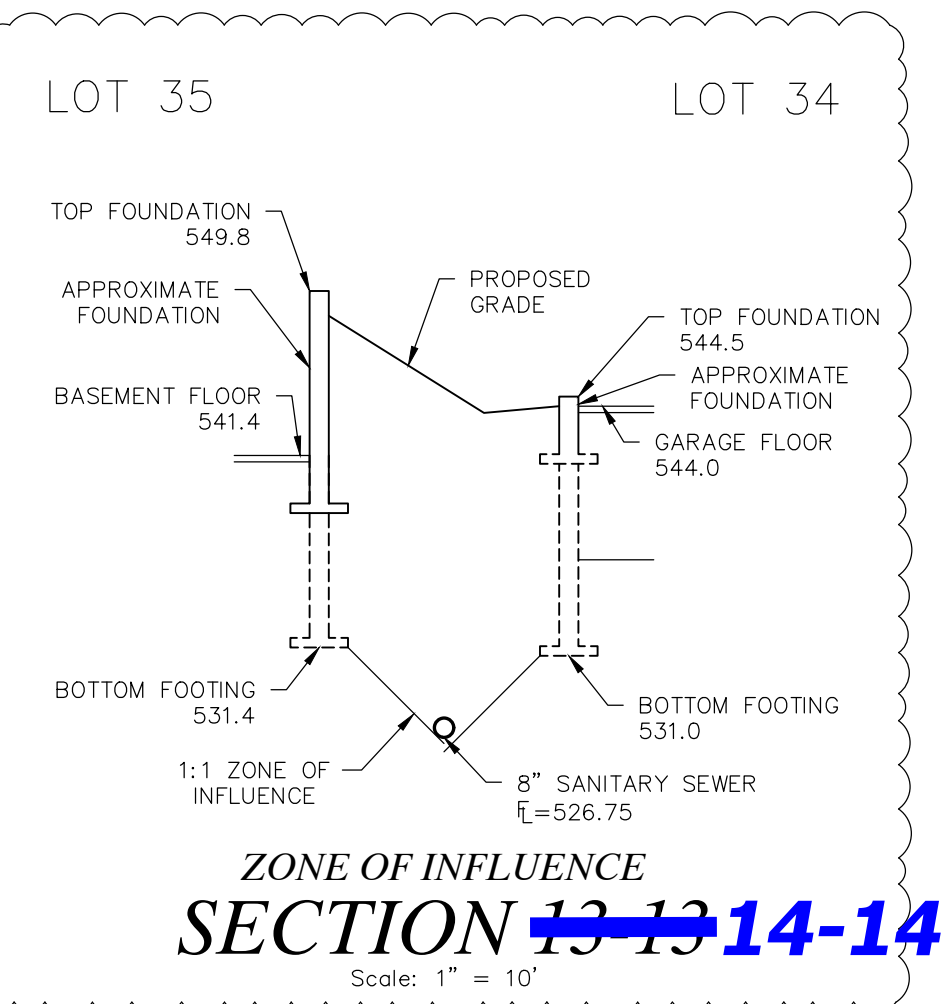 LOT 35
LOT 34
TOP FOUNDATION
549.8
APPROXIMATE
FOUNDATION
PROPOSED
GRADE
TOP FOUNDATION
544.5
APPROXIMATE
FOUNDATION
BASEMENT FLOOR
541.4
GARAGE FLOOR
544.0
BOTTOM FOOTING
531.4
BOTTOM FOOTING
531.0
1:1 ZONE OF
INFLUENCE
8" SANITARY SEWER
FL=526.75
ZONE OF INFLUENCE
SECTION 13-13 14-14
Scale: 1" = 10'